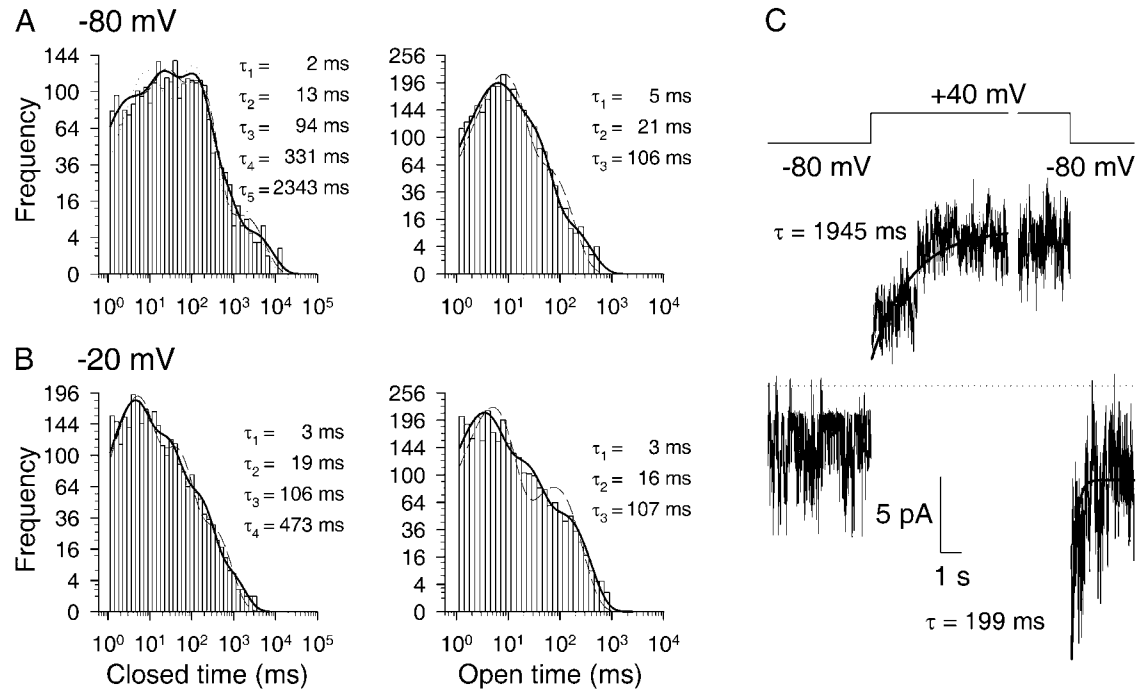 A -80 mV
Frequency
144
100
64
36
16
4
0
τ1 = 2 ms
τ2 = 13 ms
τ3 = 94 ms
τ4 = 331 ms
τ5 = 2343 ms
10^0 10^1 10^2 10^3 10^4 10^5
256
196
144
100
64
36
16
4
0
τ1 = 5 ms
τ2 = 21 ms
τ3 = 106 ms
10^0 10^1 10^2 10^3 10^4
B -20 mV
Frequency
196
144
100
64
36
16
4
0
τ1 = 3 ms
τ2 = 19 ms
τ3 = 106 ms
τ4 = 473 ms
10^0 10^1 10^2 10^3 10^4 10^5
Closed time (ms)
256
196
144
100
64
36
16
4
0
τ1 = 3 ms
τ2 = 16 ms
τ3 = 107 ms
10^0 10^1 10^2 10^3 10^4
Open time (ms)
C
+40 mV
-80 mV -80 mV
τ = 1945 ms
5 pA
1 s
τ = 199 ms